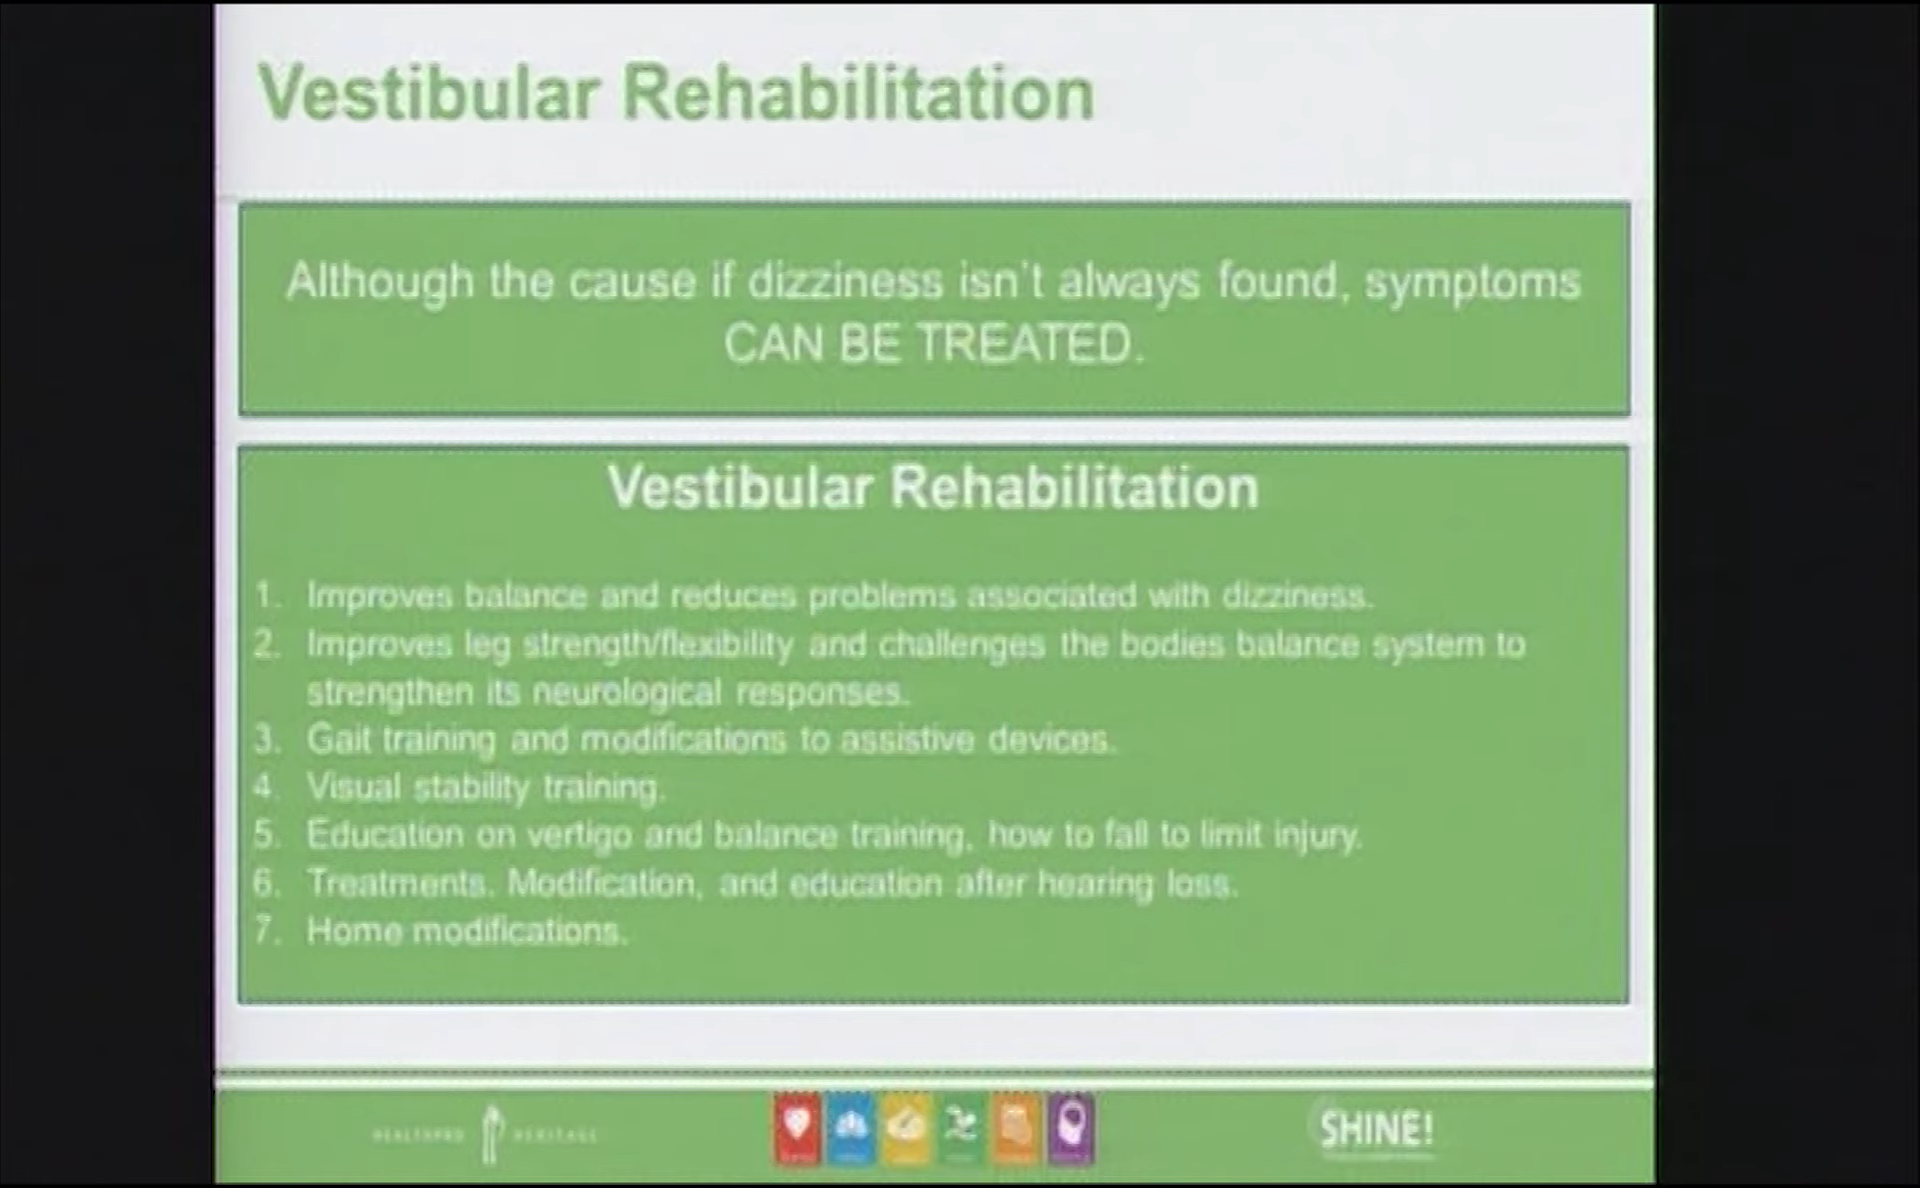 Vestibular Rehabilitation
Although the cause if dizziness isn't always found, symptoms
CAN BE TREATED.
Vestibular Rehabilitation
1. Improves balance and reduces problems associated with dizziness.
2. Improves leg strength/flexibility and challenges the bodies balance system to
strengthen its neurological responses.
3. Gait training and modifications to assistive devices.
4. Visual stability training.
5. Education on vertigo and balance training, how to fall to limit injury.
6. Treatments. Modification, and education after hearing loss.
7. Home modifications.
HEALTHPRO HERITAGE
SHINE!